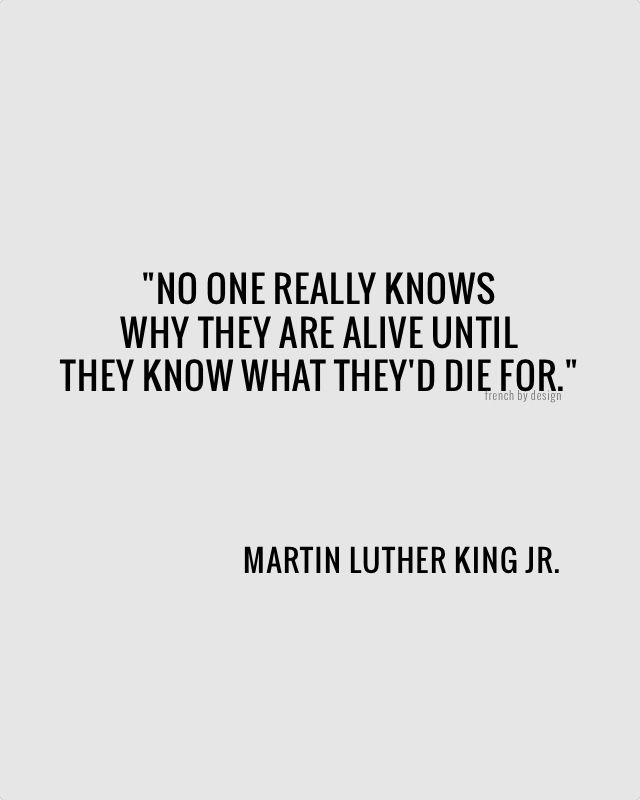 "NO ONE REALLY KNOWS
WHY THEY ARE ALIVE UNTIL
THEY KNOW WHAT THEY'D DIE FOR."
french by design
MARTIN LUTHER KING JR.